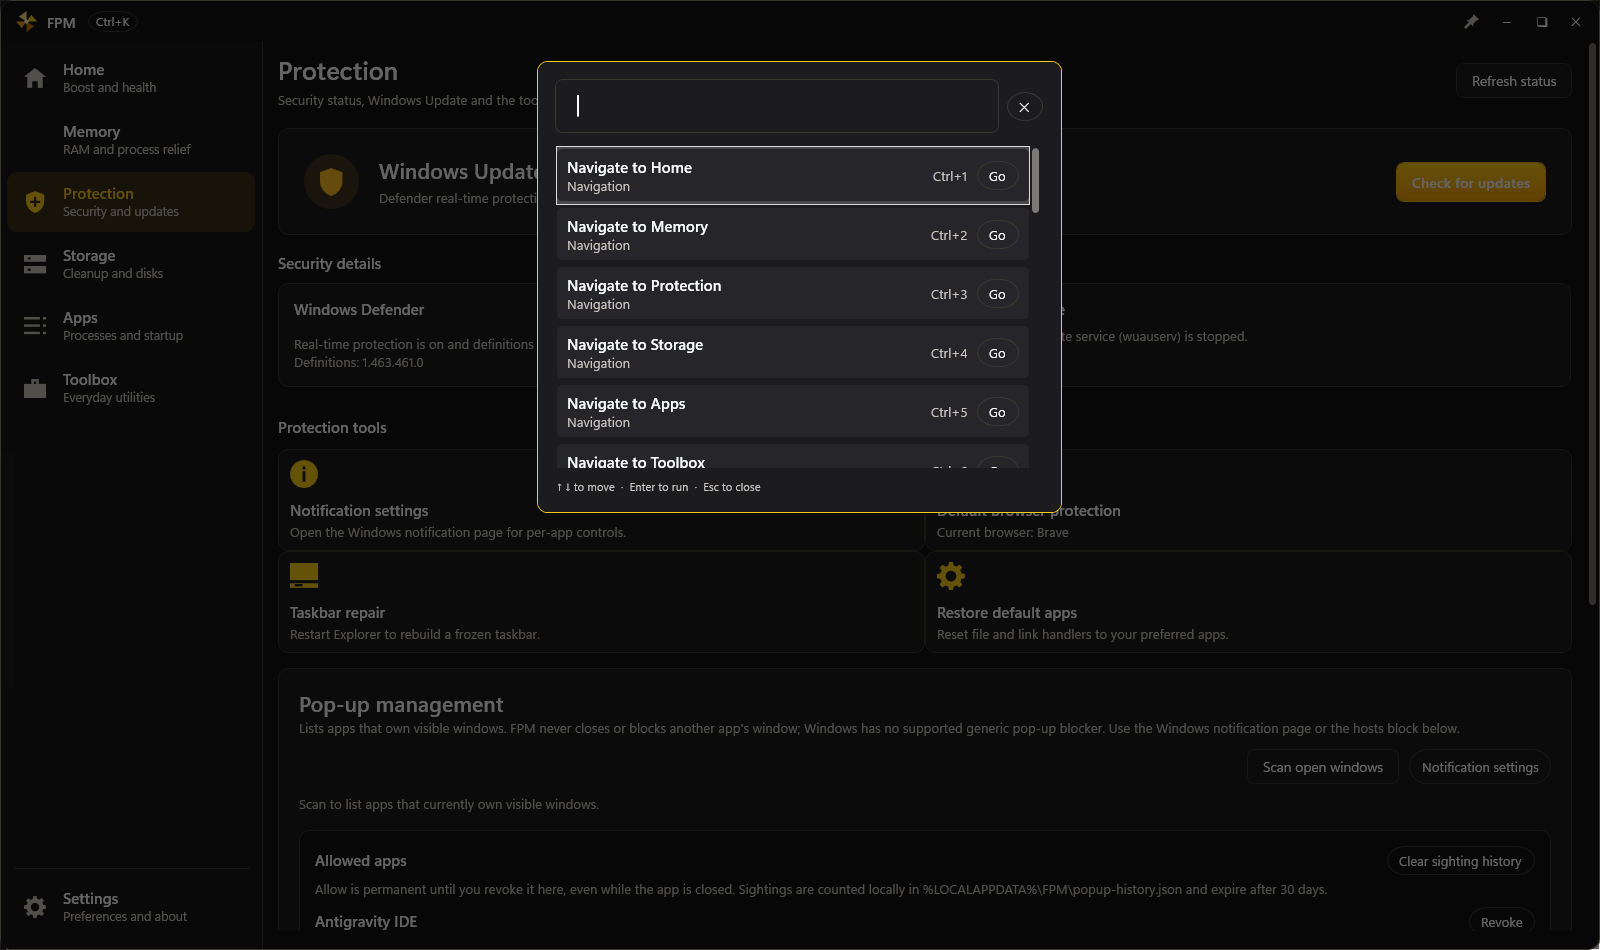 FPM
Ctrl+K
Home
Boost and health
Memory
RAM and process relief
Protection
Security and updates
Storage
Cleanup and disks
Apps
Processes and startup
Toolbox
Everyday utilities
Settings
Preferences and about
Protection
Security status, Windows Update and the
Refresh status
Windows
Defender real-time
Check for updates
Security details
Windows Defender
Real-time protection is on and definitions
Definitions: 1.463.461.0
service (wuauserv) is stopped.
Protection tools
Notification settings
Open the Windows notification page for per-app controls.
Default browser protection
Current browser: Brave
Taskbar repair
Restart Explorer to rebuild a frozen taskbar.
Restore default apps
Reset file and link handlers to your preferred apps.
Pop-up management
Lists apps that own visible windows. FPM never closes or blocks another app's window; Windows has no supported generic pop-up blocker. Use the Windows notification page or the hosts block below.
Scan open windows
Notification settings
Scan to list apps that currently own visible windows.
Allowed apps
Clear sighting history
Allow is permanent until you revoke it here, even while the app is closed. Sightings are counted locally in %LOCALAPPDATA%\FPM\popup-history.json and expire after 30 days.
Antigravity IDE
Revoke
Navigate to Home
Navigation
Ctrl+1
Go
Navigate to Memory
Navigation
Ctrl+2
Go
Navigate to Protection
Navigation
Ctrl+3
Go
Navigate to Storage
Navigation
Ctrl+4
Go
Navigate to Apps
Navigation
Ctrl+5
Go
Navigate to Toolbox
↑↓ to move · Enter to run · Esc to close